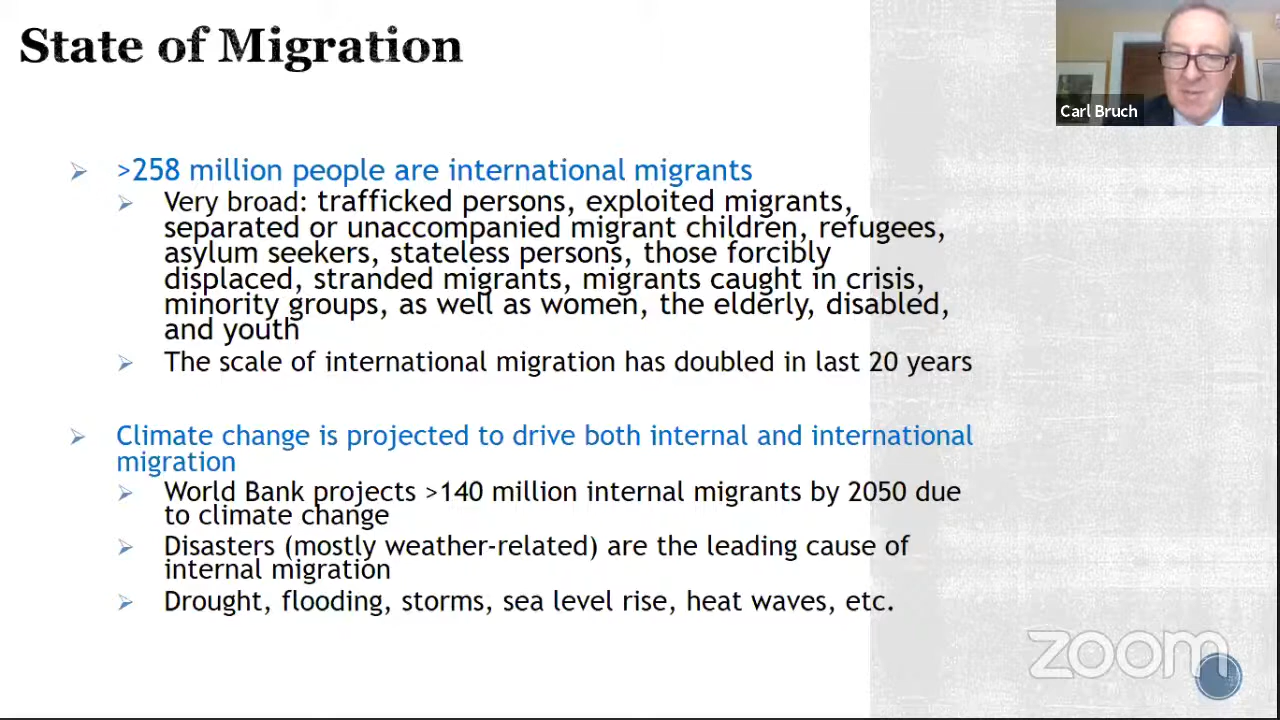 State of Migration
Carl Bruch
>258 million people are international migrants
Very broad: trafficked persons, exploited migrants,
separated or unaccompanied migrant children, refugees,
asylum seekers, stateless persons, those forcibly
displaced, stranded migrants, migrants caught in crisis,
minority groups, as well as women, the elderly, disabled,
and youth
The scale of international migration has doubled in last 20 years
Climate change is projected to drive both internal and international
migration
World Bank projects >140 million internal migrants by 2050 due
to climate change
Disasters (mostly weather-related) are the leading cause of
internal migration
Drought, flooding, storms, sea level rise, heat waves, etc.
zoom